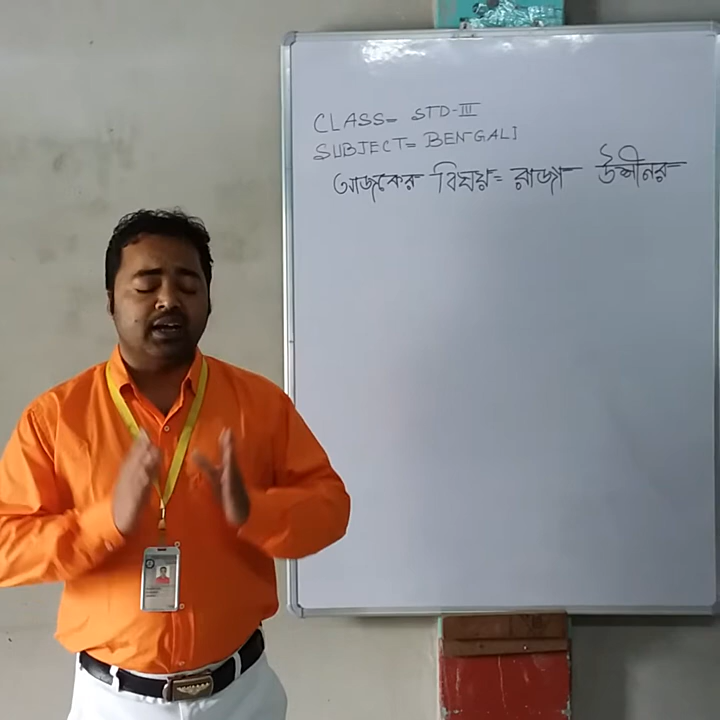 CLASS= STD-III
SUBJECT= BENGALI
আজকের বিষয়= রাজা উশীনর